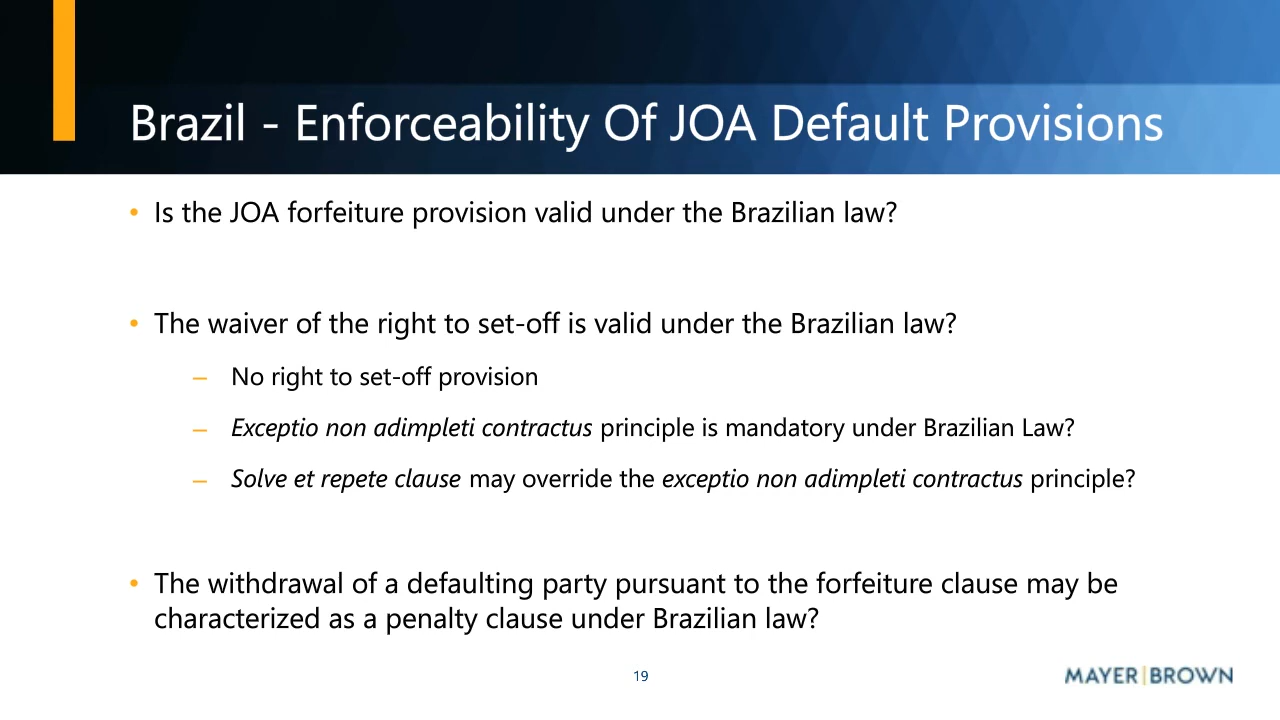 Brazil - Enforceability Of JOA Default Provisions
• Is the JOA forfeiture provision valid under the Brazilian law?
• The waiver of the right to set-off is valid under the Brazilian law?
– No right to set-off provision
– Exceptio non adimpleti contractus principle is mandatory under Brazilian Law?
– Solve et repete clause may override the exceptio non adimpleti contractus principle?
• The withdrawal of a defaulting party pursuant to the forfeiture clause may be
characterized as a penalty clause under Brazilian law?
19
MAYER|BROWN